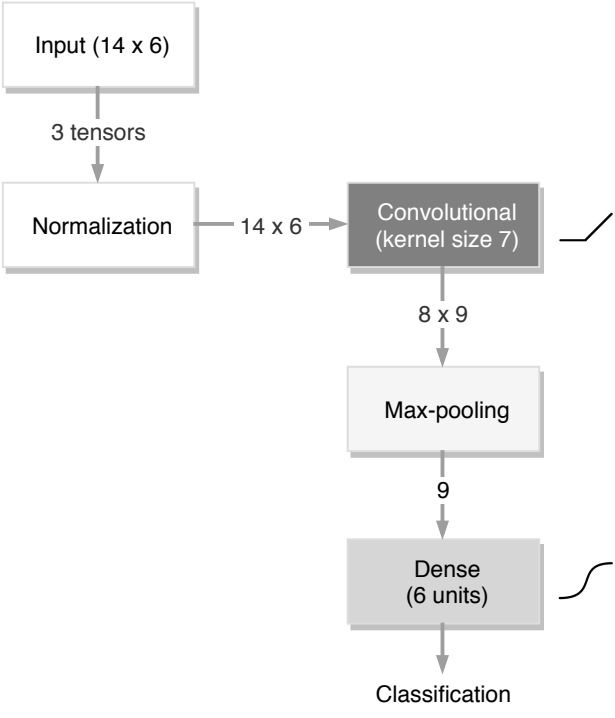 Input (14 x 6)
3 tensors
Normalization
14 x 6
Convolutional
(kernel size 7)
8 x 9
Max-pooling
9
Dense
(6 units)
Classification